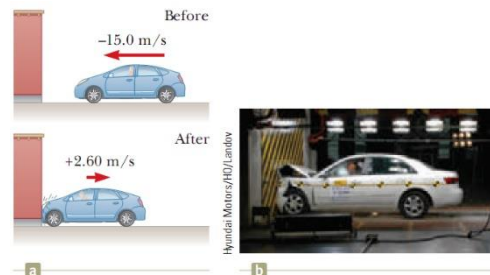 Before
–15.0 m/s
After
+2.60 m/s
a
Hyundai Motors/HO/Landov
b